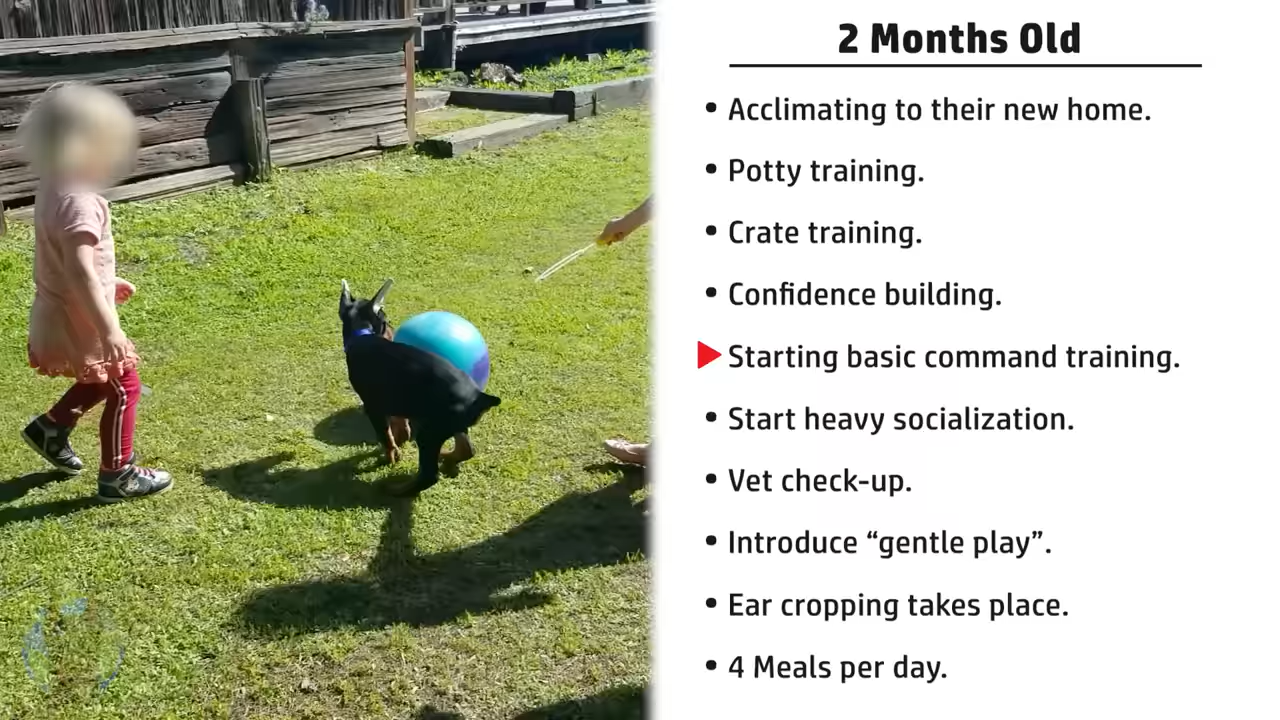 2 Months Old
• Acclimating to their new home.
• Potty training.
• Crate training.
• Confidence building.
Starting basic command training.
• Start heavy socialization.
• Vet check-up.
• Introduce “gentle play”.
• Ear cropping takes place.
• 4 Meals per day.